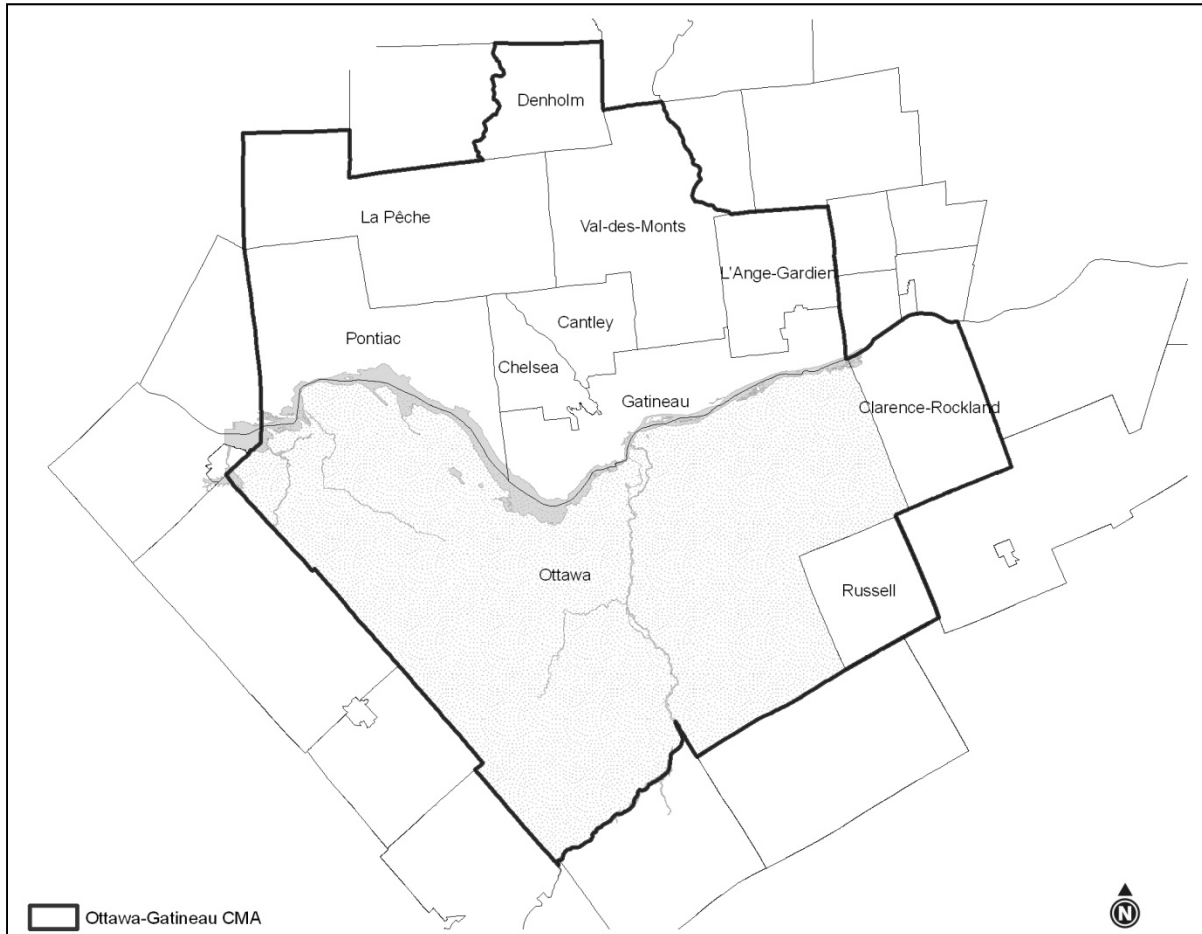 Denholm
La Pêche
Val-des-Monts
L'Ange-Gardien
Cantley
Pontiac
Chelsea
Gatineau
Clarence-Rockland
Ottawa
Russell
Ottawa-Gatineau CMA
N